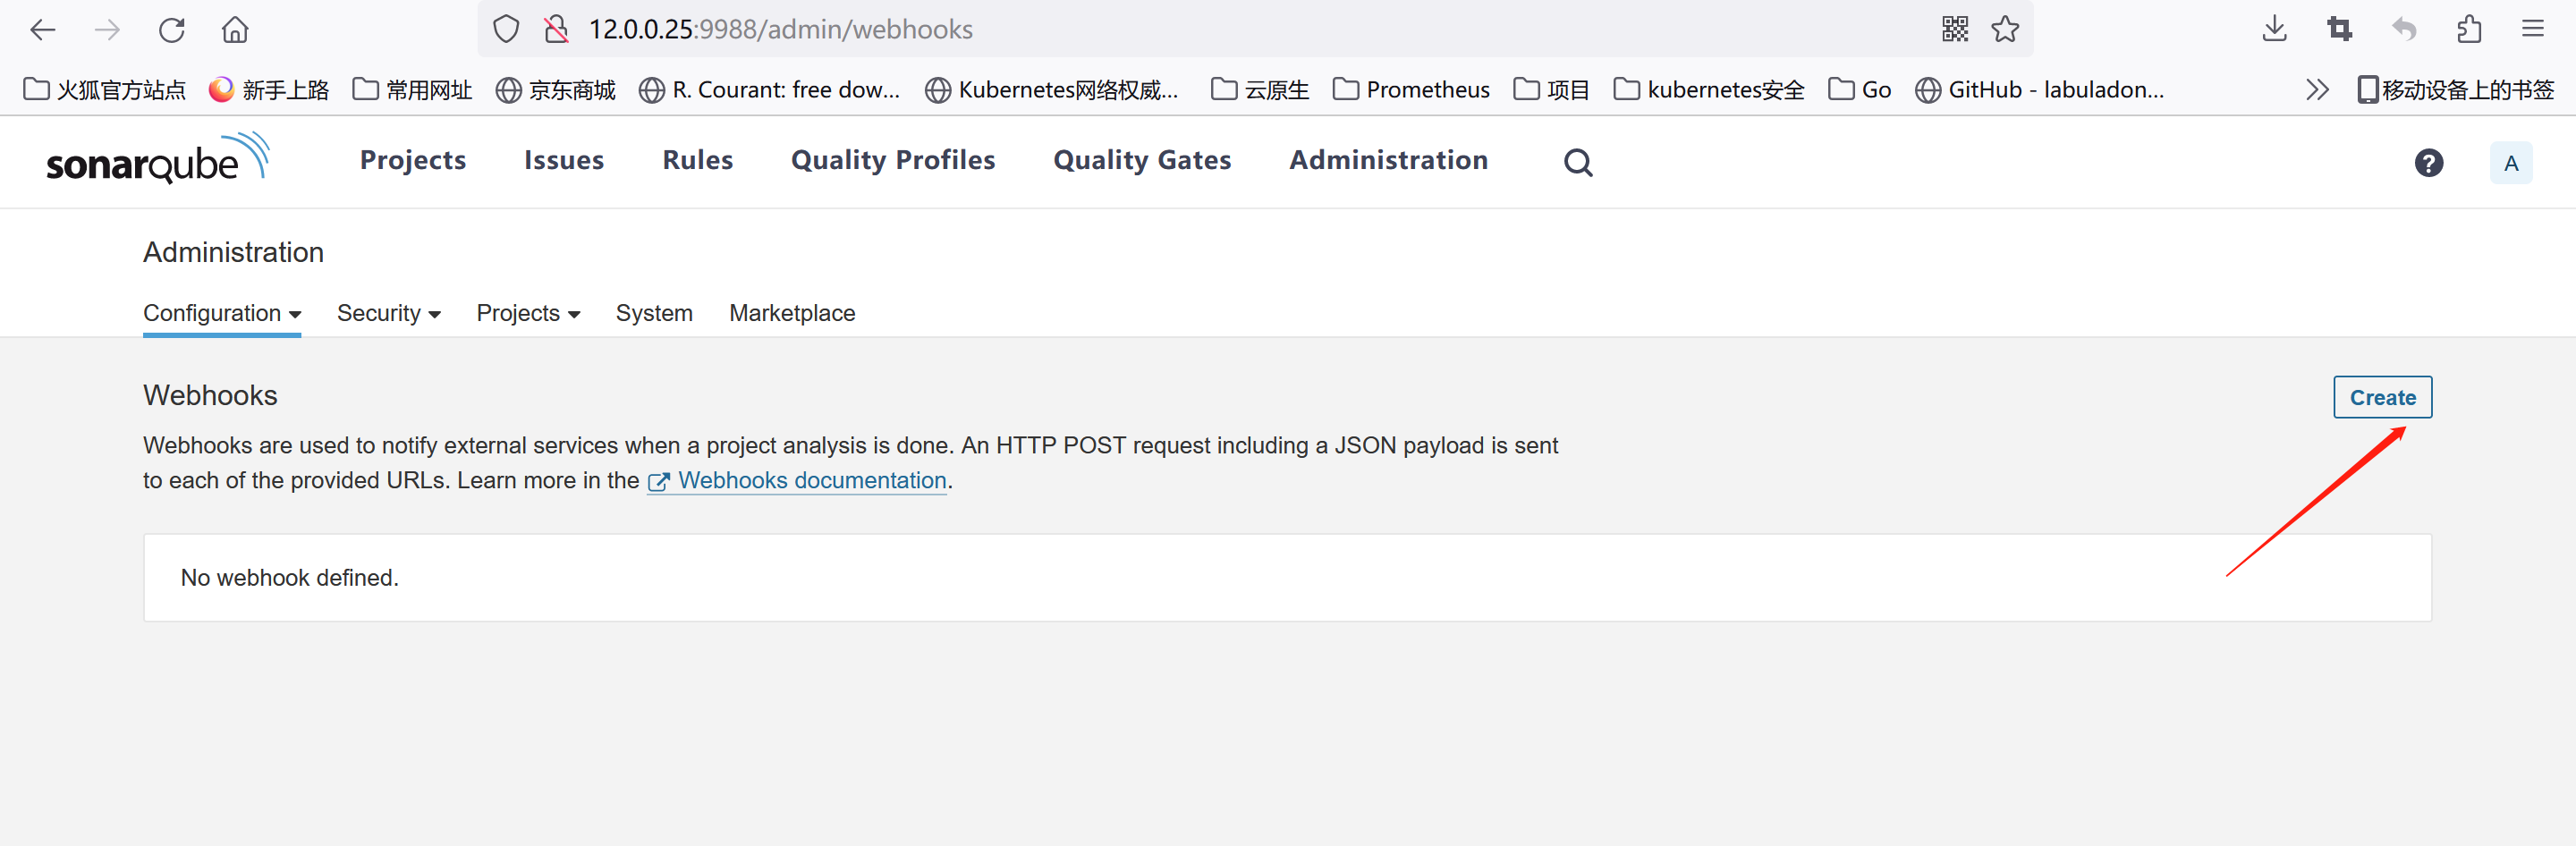 12.0.0.25:9988/admin/webhooks
火狐官方站点 新手上路 常用网址 京东商城 R. Courant: free dow... Kubernetes网络权威... 云原生 Prometheus 项目 kubernetes安全 Go GitHub - labuladon... 移动设备上的书签
sonarqube Projects Issues Rules Quality Profiles Quality Gates Administration ? A
Administration
Configuration Security Projects System Marketplace
Webhooks Create
Webhooks are used to notify external services when a project analysis is done. An HTTP POST request including a JSON payload is sent
to each of the provided URLs. Learn more in the Webhooks documentation.
No webhook defined.